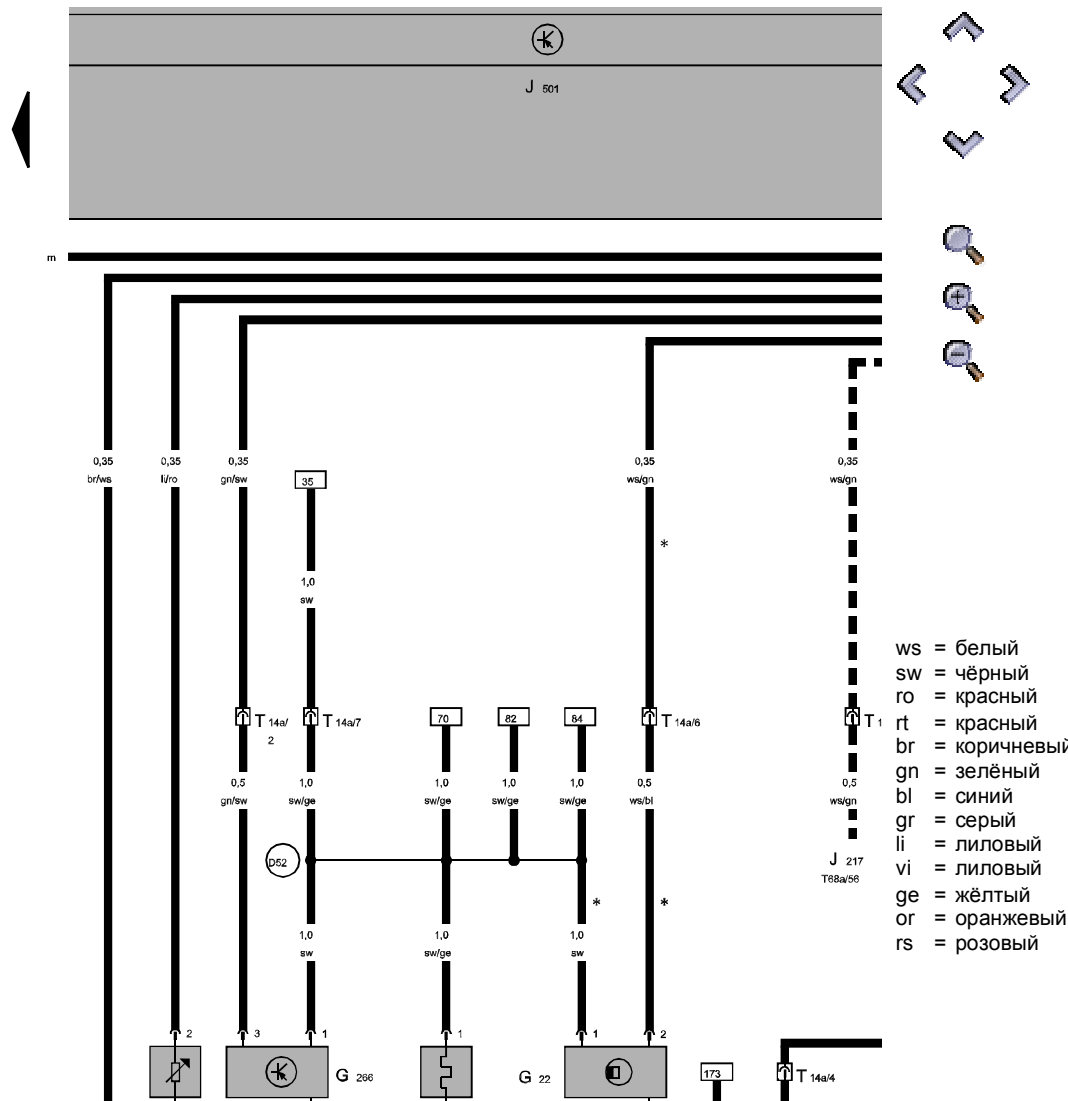 J 501
m
0,35 0,35 0,35 0,35 0,35
br/ws li/ro gn/sw 35 ws/gn ws/gn
*
1,0
sw
ws = белый
sw = чёрный
ro = красный
rt = красный
br = коричневый
gn = зелёный
bl = синий
gr = серый
li = лиловый
vi = лиловый
ge = жёлтый
or = оранжевый
rs = розовый
T 14a/2 T 14a/7 70 82 84 T 14a/6 T 1
0,5 1,0 1,0 1,0 1,0 0,5 0,5
gn/sw sw/ge sw/ge sw/ge sw/ge ws/bl ws/gn
D52
J 217
T68a/56
* *
1,0 1,0 1,0
sw sw/ge sw
2 3 1 1 1 2
G 266 G 22 173 T 14a/4